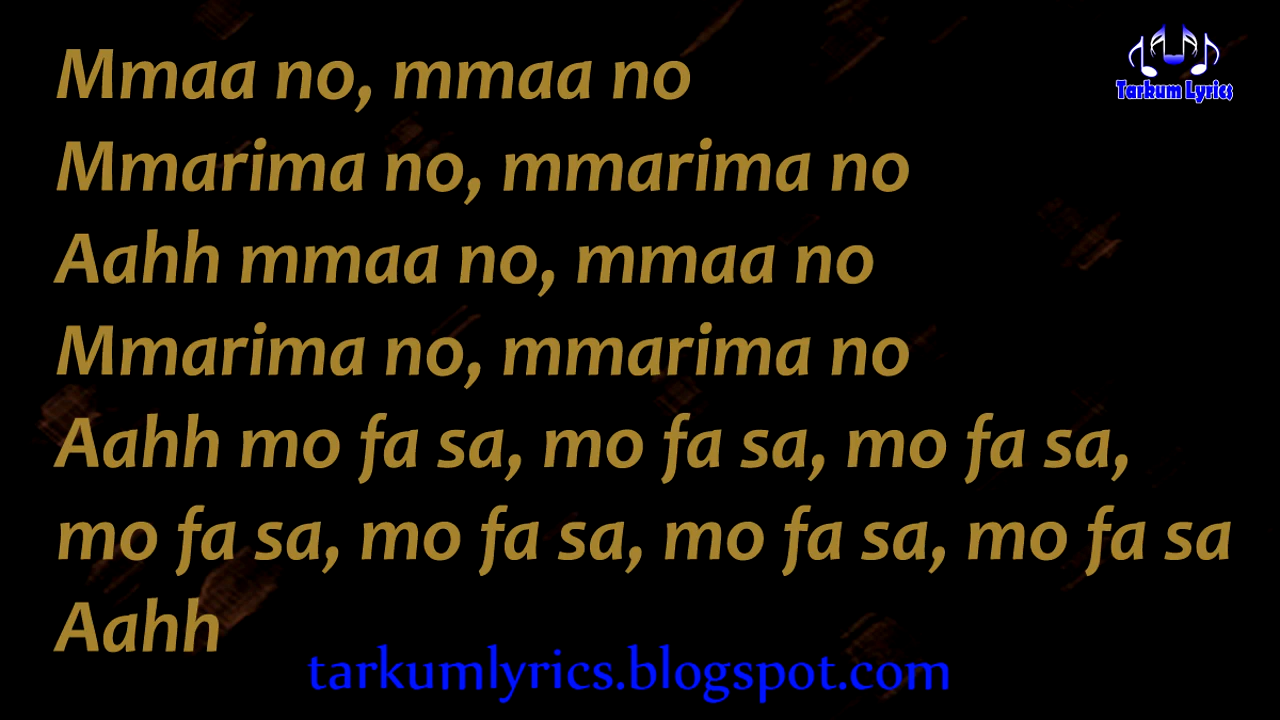 Mmaa no, mmaa no
Tarkum Lyrics
Mmarima no, mmarima no
Aahh mmaa no, mmaa no
Mmarima no, mmarima no
Aahh mo fa sa, mo fa sa, mo fa sa,
mo fa sa, mo fa sa, mo fa sa, mo fa sa
Aahh
tarkumlyrics.blogspot.com